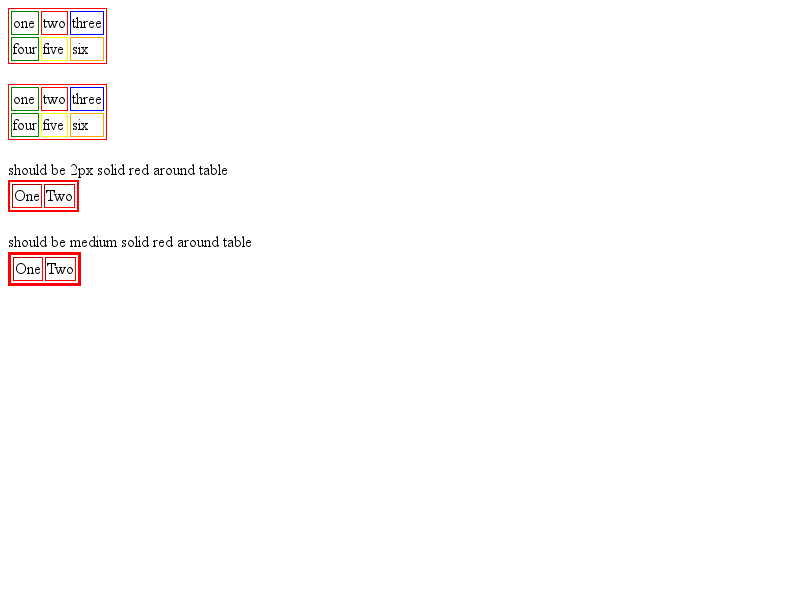 one two three
four five six
one two three
four five six
should be 2px solid red around table
One Two
should be medium solid red around table
One Two